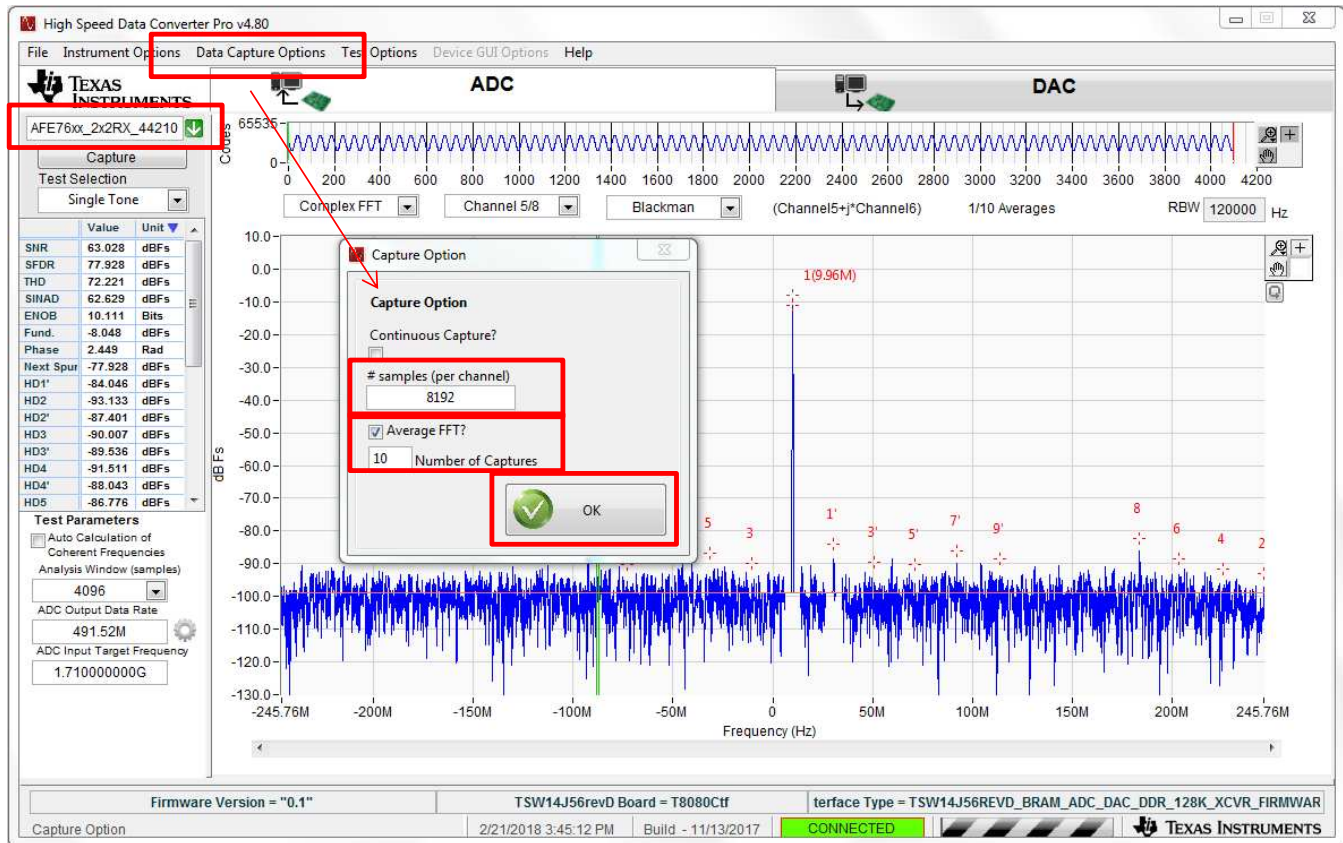 High Speed Data Converter Pro v4.80
File Instrument Options Data Capture Options Test Options Device GUI Options Help
TEXAS INSTRUMENTS
ADC
DAC
AFE76xx_2x2RX_44210
Capture
Test Selection
Single Tone
Value Unit
SNR 63.028 dBFs
SFDR 77.928 dBFs
THD 72.221 dBFs
SINAD 62.629 dBFs
ENOB 10.111 Bits
Fund. -8.048 dBFs
Phase 2.449 Rad
Next Spur -77.928 dBFs
HD1' -84.046 dBFs
HD2 -93.133 dBFs
HD2' -87.401 dBFs
HD3 -90.007 dBFs
HD3' -89.536 dBFs
HD4 -91.511 dBFs
HD4' -88.043 dBFs
HD5 -86.776 dBFs
Test Parameters
Auto Calculation of
Coherent Frequencies
Analysis Window (samples)
4096
ADC Output Data Rate
491.52M
ADC Input Target Frequency
1.710000000G
Codes
65535
0
0 200 400 600 800 1000 1200 1400 1600 1800 2000 2200 2400 2600 2800 3000 3200 3400 3600 3800 4000 4200
Complex FFT Channel 5/8 Blackman (Channel5+j*Channel6) 1/10 Averages RBW 120000 Hz
10.0
0.0
-10.0
-20.0
-30.0
-40.0
-50.0
-60.0
-70.0
-80.0
-90.0
-100.0
-110.0
-120.0
-130.0
dBFs
1(9.96M)
5 3 1' 3' 5' 7' 9' 8 6 4 2
-245.76M -200M -150M -100M -50M 0 50M 100M 150M 200M 245.76M
Frequency (Hz)
Capture Option
Capture Option
Continuous Capture?
# samples (per channel)
8192
Average FFT?
10 Number of Captures
OK
Firmware Version = "0.1" TSW14J56revD Board = T8080Ctf terface Type = TSW14J56REVD_BRAM_ADC_DAC_DDR_128K_XCVR_FIRMWAR
Capture Option 2/21/2018 3:45:12 PM Build - 11/13/2017 CONNECTED TEXAS INSTRUMENTS